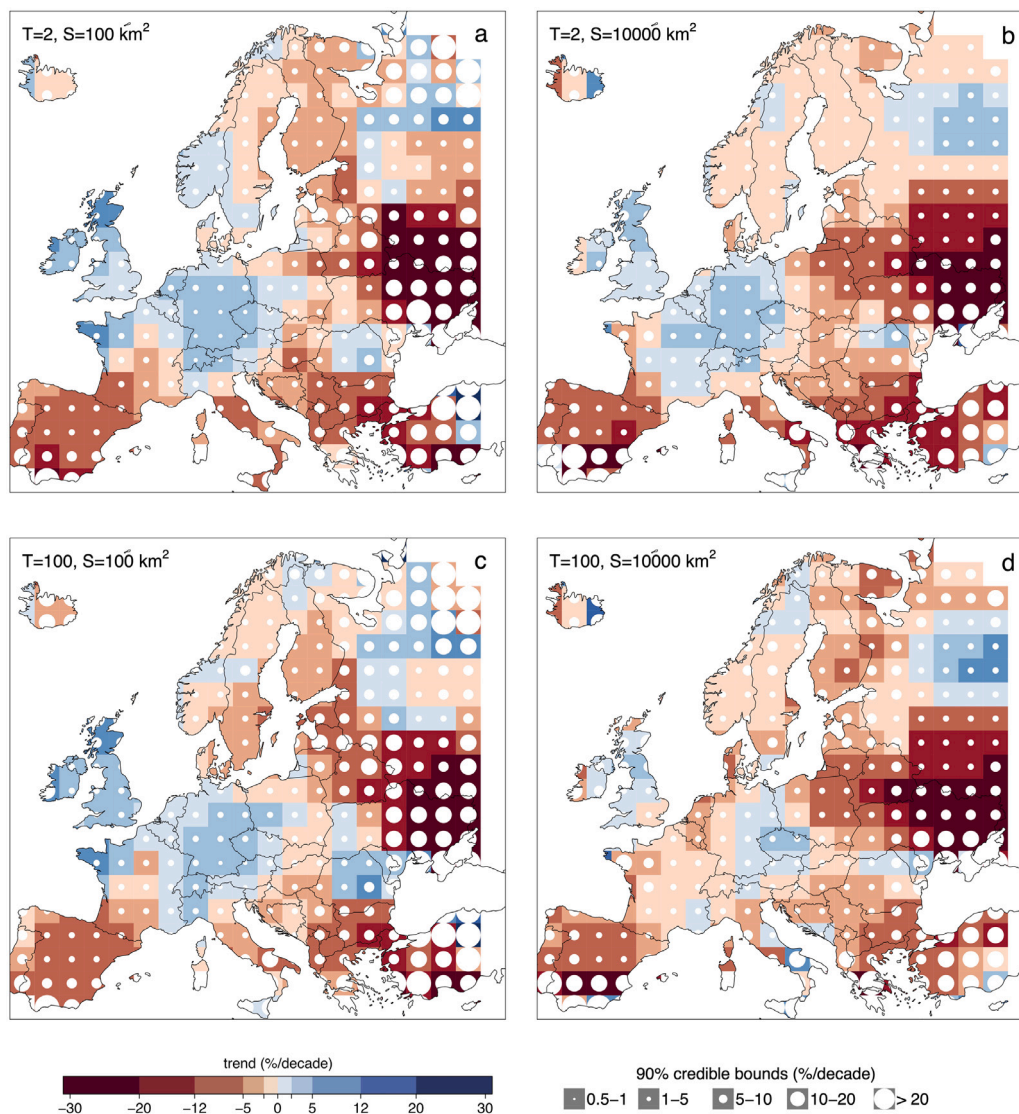 T=2, S=100 km²
a
T=2, S=10000 km²
b
T=100, S=100 km²
c
T=100, S=10000 km²
d
trend (%/decade)
−30 −20 −12 −5 0 5 12 20 30
90% credible bounds (%/decade)
0.5−1 1−5 5−10 10−20 > 20